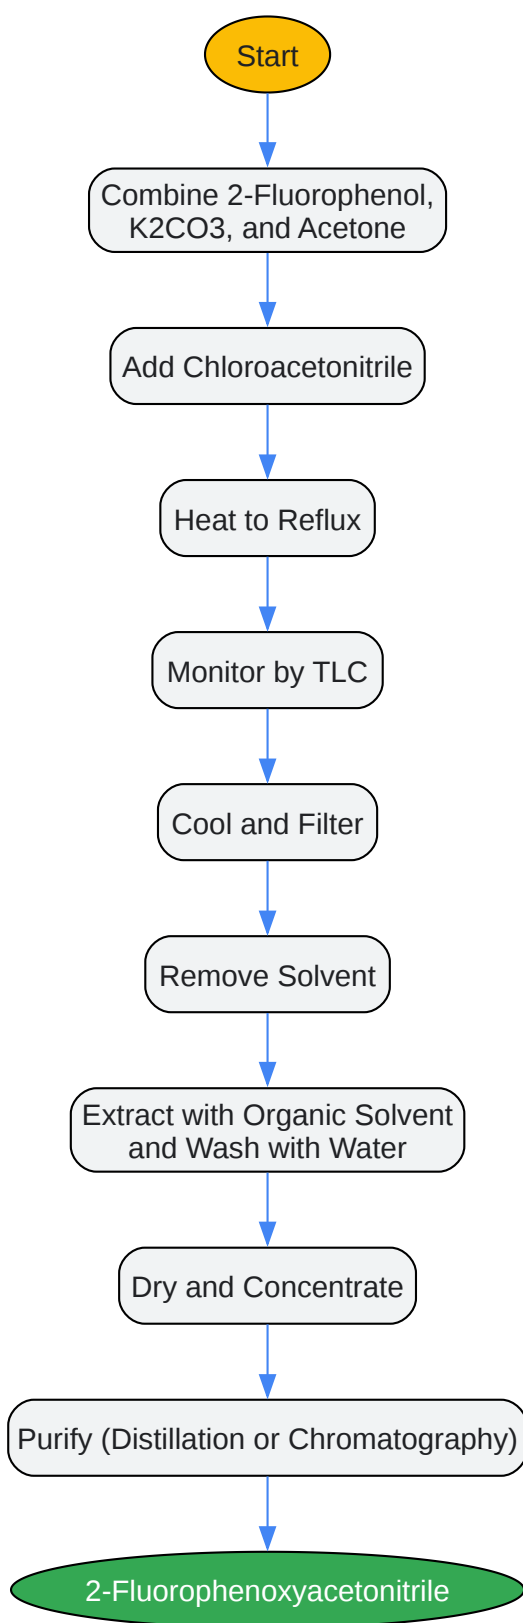 Start
Combine 2-Fluorophenol,
K2CO3, and Acetone
Add Chloroacetonitrile
Heat to Reflux
Monitor by TLC
Cool and Filter
Remove Solvent
Extract with Organic Solvent
and Wash with Water
Dry and Concentrate
Purify (Distillation or Chromatography)
2-Fluorophenoxyacetonitrile